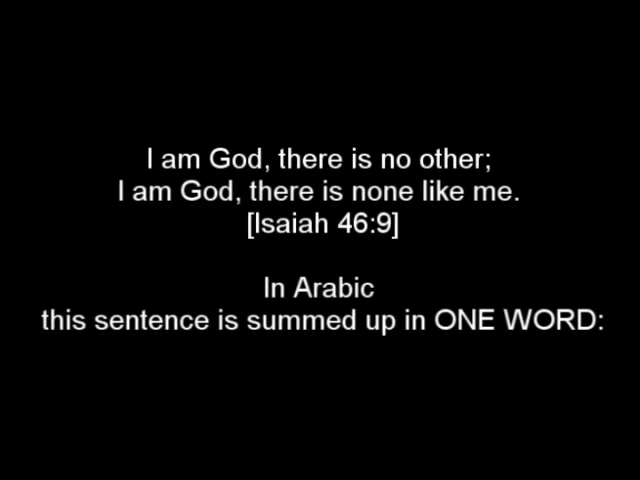 I am God, there is no other;
I am God, there is none like me.
[Isaiah 46:9]
In Arabic
this sentence is summed up in ONE WORD: